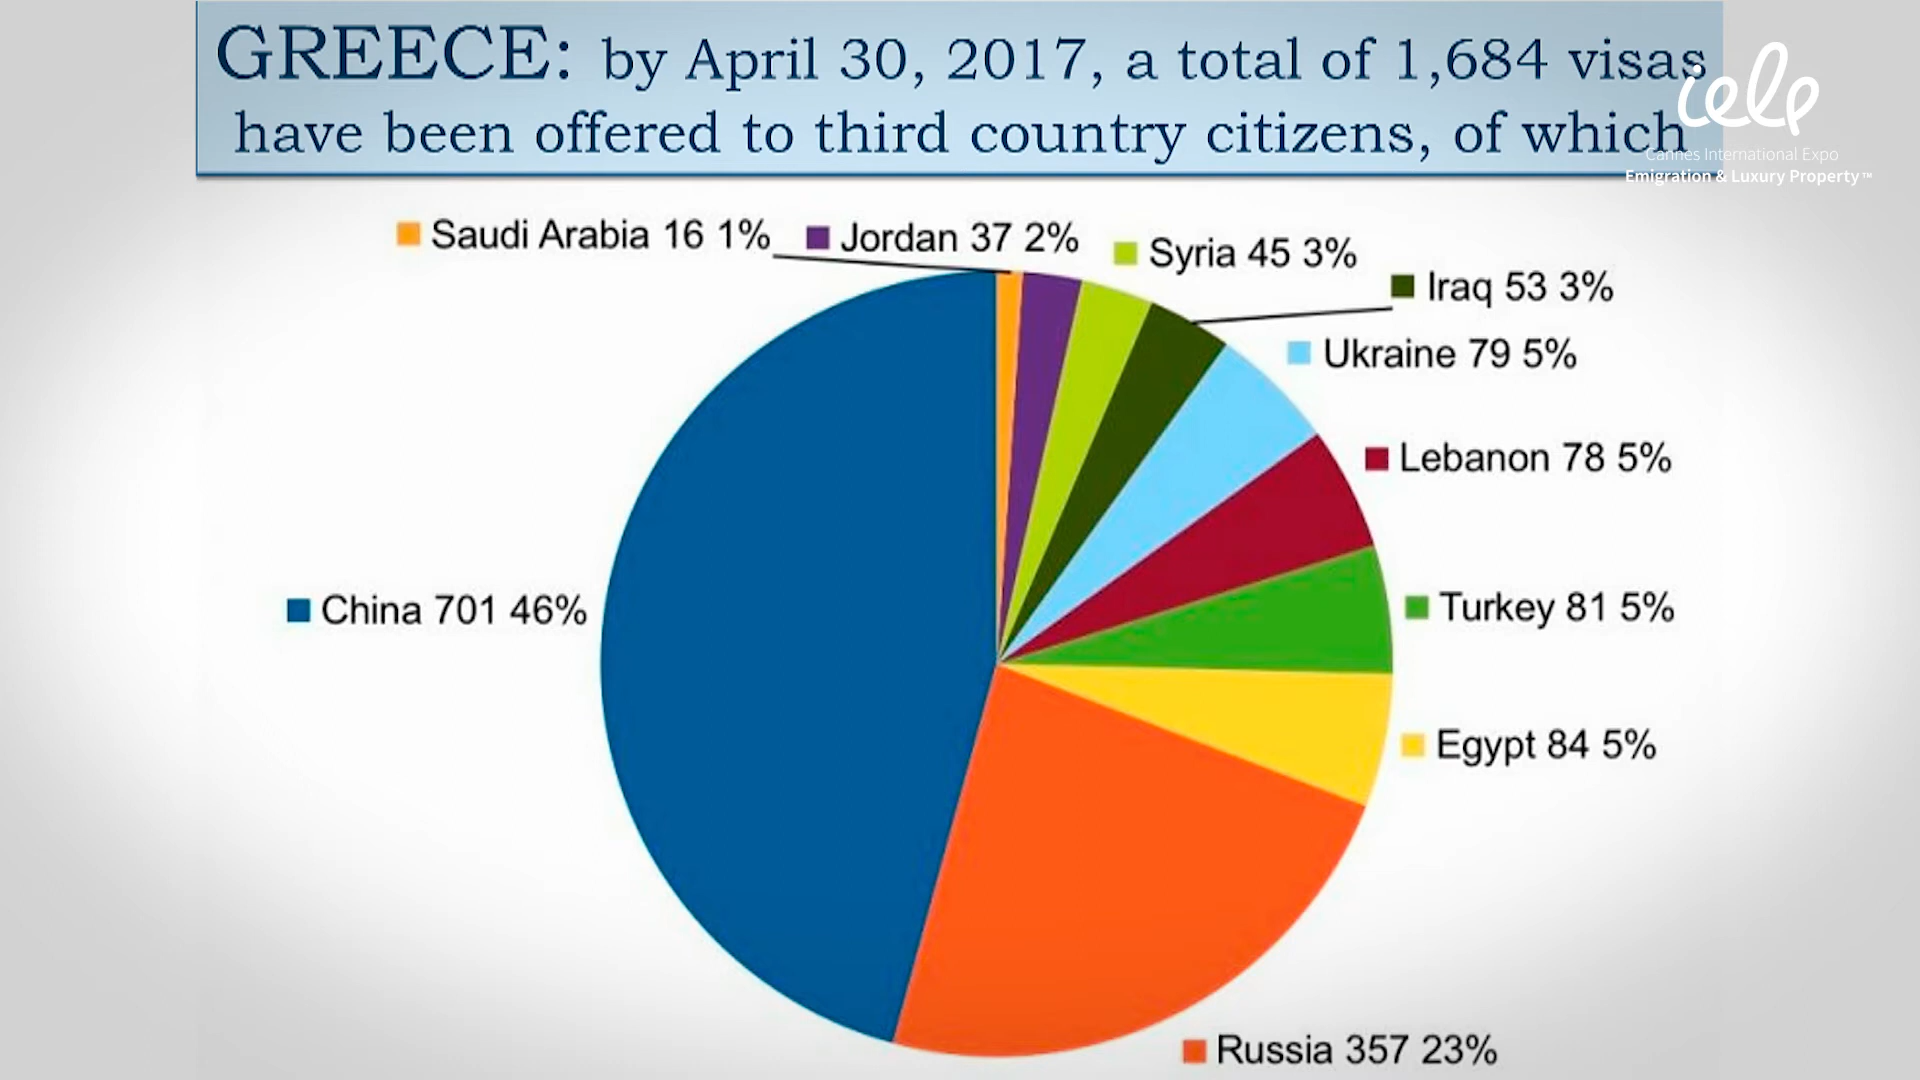 GREECE: by April 30, 2017, a total of 1,684 visas
have been offered to third country citizens, of which
ielp
Cannes International Expo
Emigration & Luxury Property™
Saudi Arabia 16 1%
Jordan 37 2%
Syria 45 3%
Iraq 53 3%
Ukraine 79 5%
Lebanon 78 5%
China 701 46%
Turkey 81 5%
Egypt 84 5%
Russia 357 23%